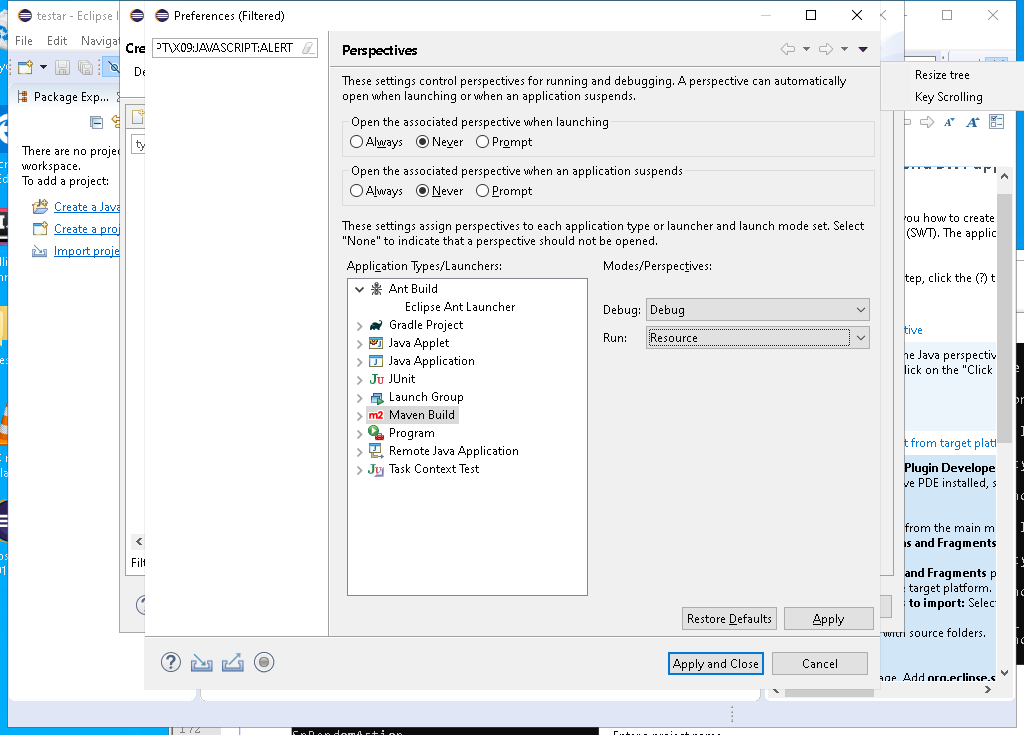 testar - Eclipse I
Preferences (Filtered)
File Edit Navigat
Cre
PT\X09:JAVASCRIPT:ALERT
Perspectives
De
These settings control perspectives for running and debugging. A perspective can automatically
open when launching or when an application suspends.
Resize tree
Key Scrolling
Package Exp...
Open the associated perspective when launching
Always Never Prompt
ty
There are no projec
workspace.
To add a project:
Open the associated perspective when an application suspends
Always Never Prompt
Create a Java
Create a proj
Import proje
These settings assign perspectives to each application type or launcher and launch mode set. Select
"None" to indicate that a perspective should not be opened.
you how to create
(SWT). The applic
Application Types/Launchers:
Modes/Perspectives:
tep, click the (?) t
Ant Build
Eclipse Ant Launcher
Gradle Project
Java Applet
Java Application
JUnit
Launch Group
Maven Build
Program
Remote Java Application
Task Context Test
Debug: Debug
Run: Resource
tive
he Java perspectiv
lick on the "Click
t from target platf
Plugin Develope
ve PDE installed, s
from the main m
ns and Fragments
and Fragments p
target platform.
s to import: Selec
with source folders.
age. Add org.eclipse.s
Filt
Restore Defaults
Apply
Apply and Close
Cancel
172
SpRandomAction
Enter a project name